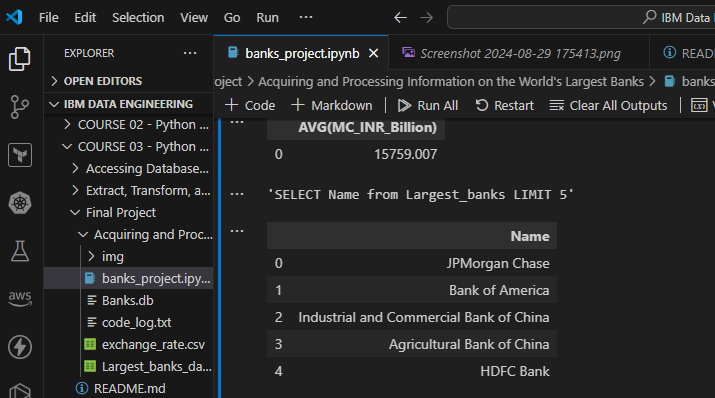 File Edit Selection View Go Run ... IBM Data En
EXPLORER
OPEN EDITORS
IBM DATA ENGINEERING
COURSE 02 - Python ...
COURSE 03 - Python ...
Accessing Database...
Extract, Transform, a...
Final Project
Acquiring and Proc...
img
banks_project.ipy...
Banks.db
code_log.txt
exchange_rate.csv
Largest_banks_da...
README.md
aws
banks_project.ipynb Screenshot 2024-08-29 175413.png READM
oject > Acquiring and Processing Information on the World's Largest Banks > banks
+ Code + Markdown Run All Restart Clear All Outputs
... AVG(MC_INR_Billion)
0 15759.007
... 'SELECT Name from Largest_banks LIMIT 5'
...
Name
0 JPMorgan Chase
1 Bank of America
2 Industrial and Commercial Bank of China
3 Agricultural Bank of China
4 HDFC Bank